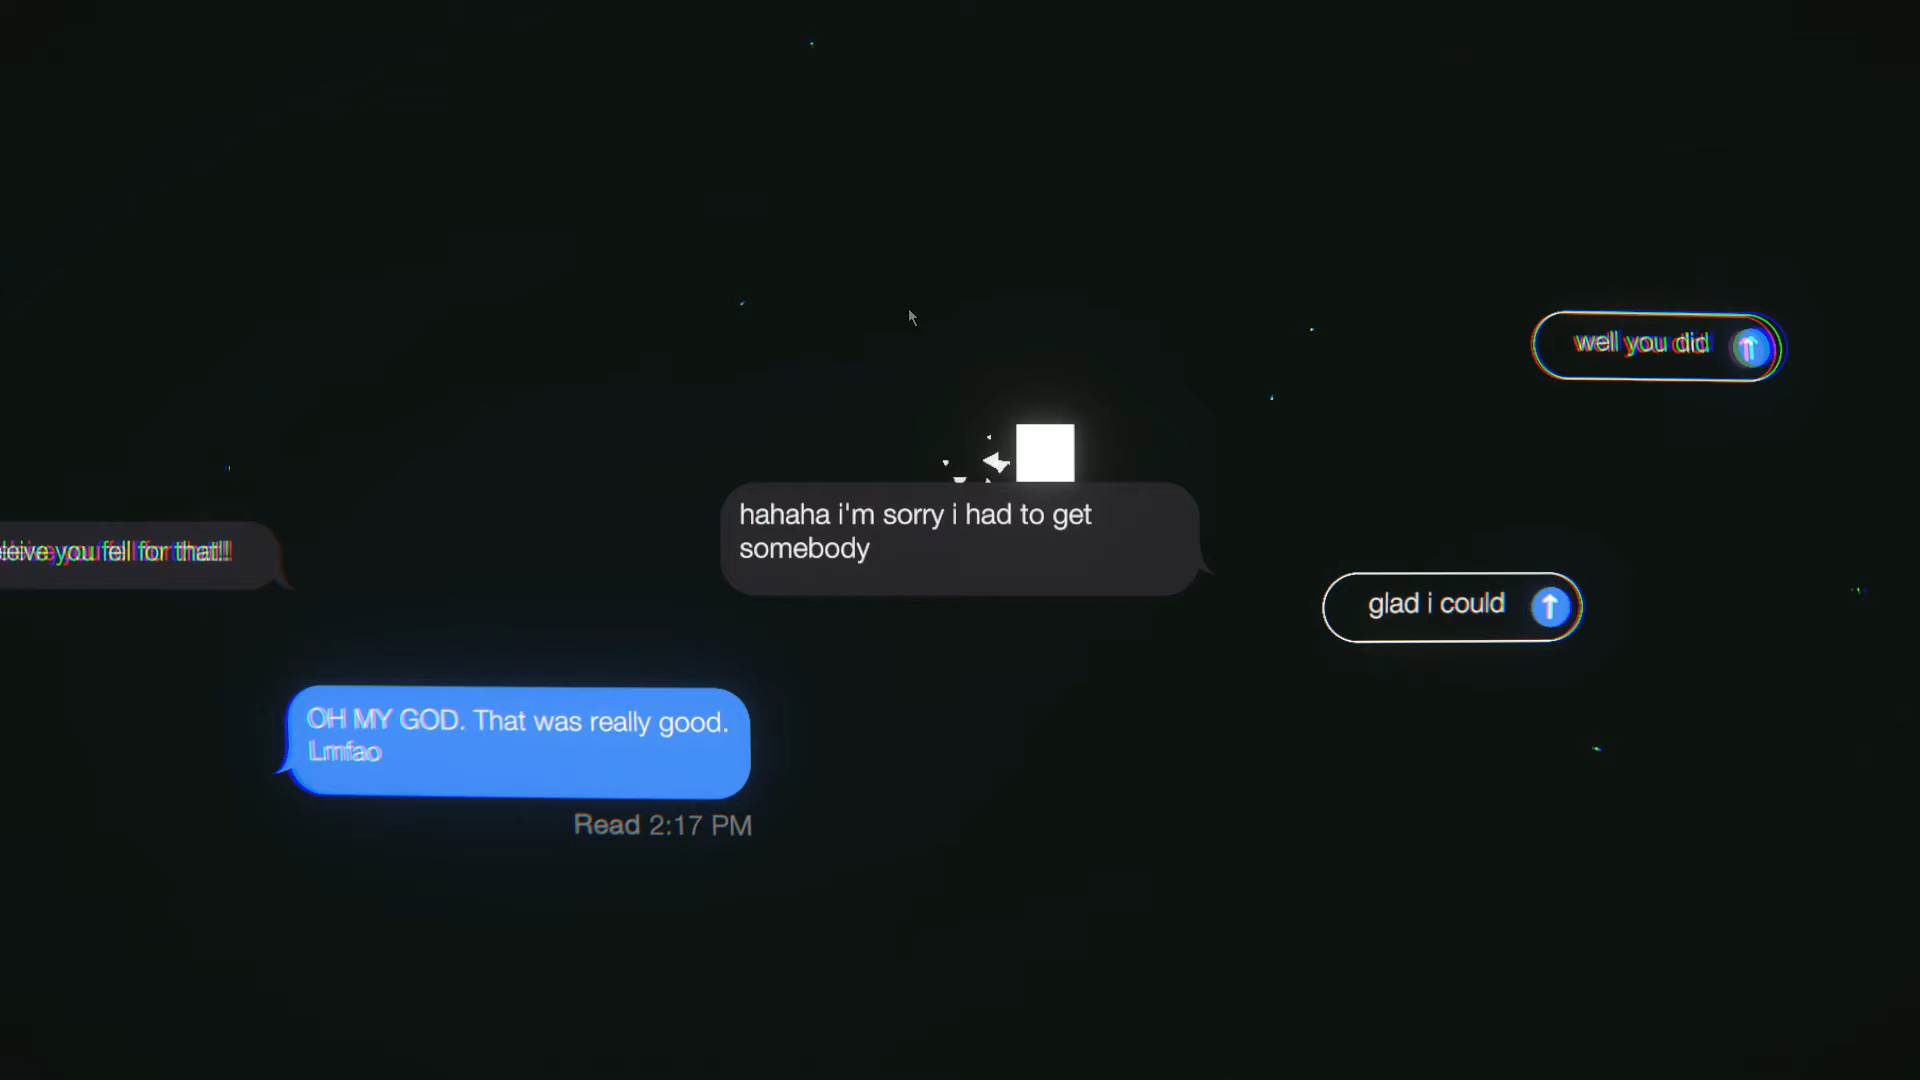 you fell for that!!
OH MY GOD. That was really good.
Lmfao
Read 2:17 PM
hahaha i'm sorry i had to get
somebody
glad i could
well you did